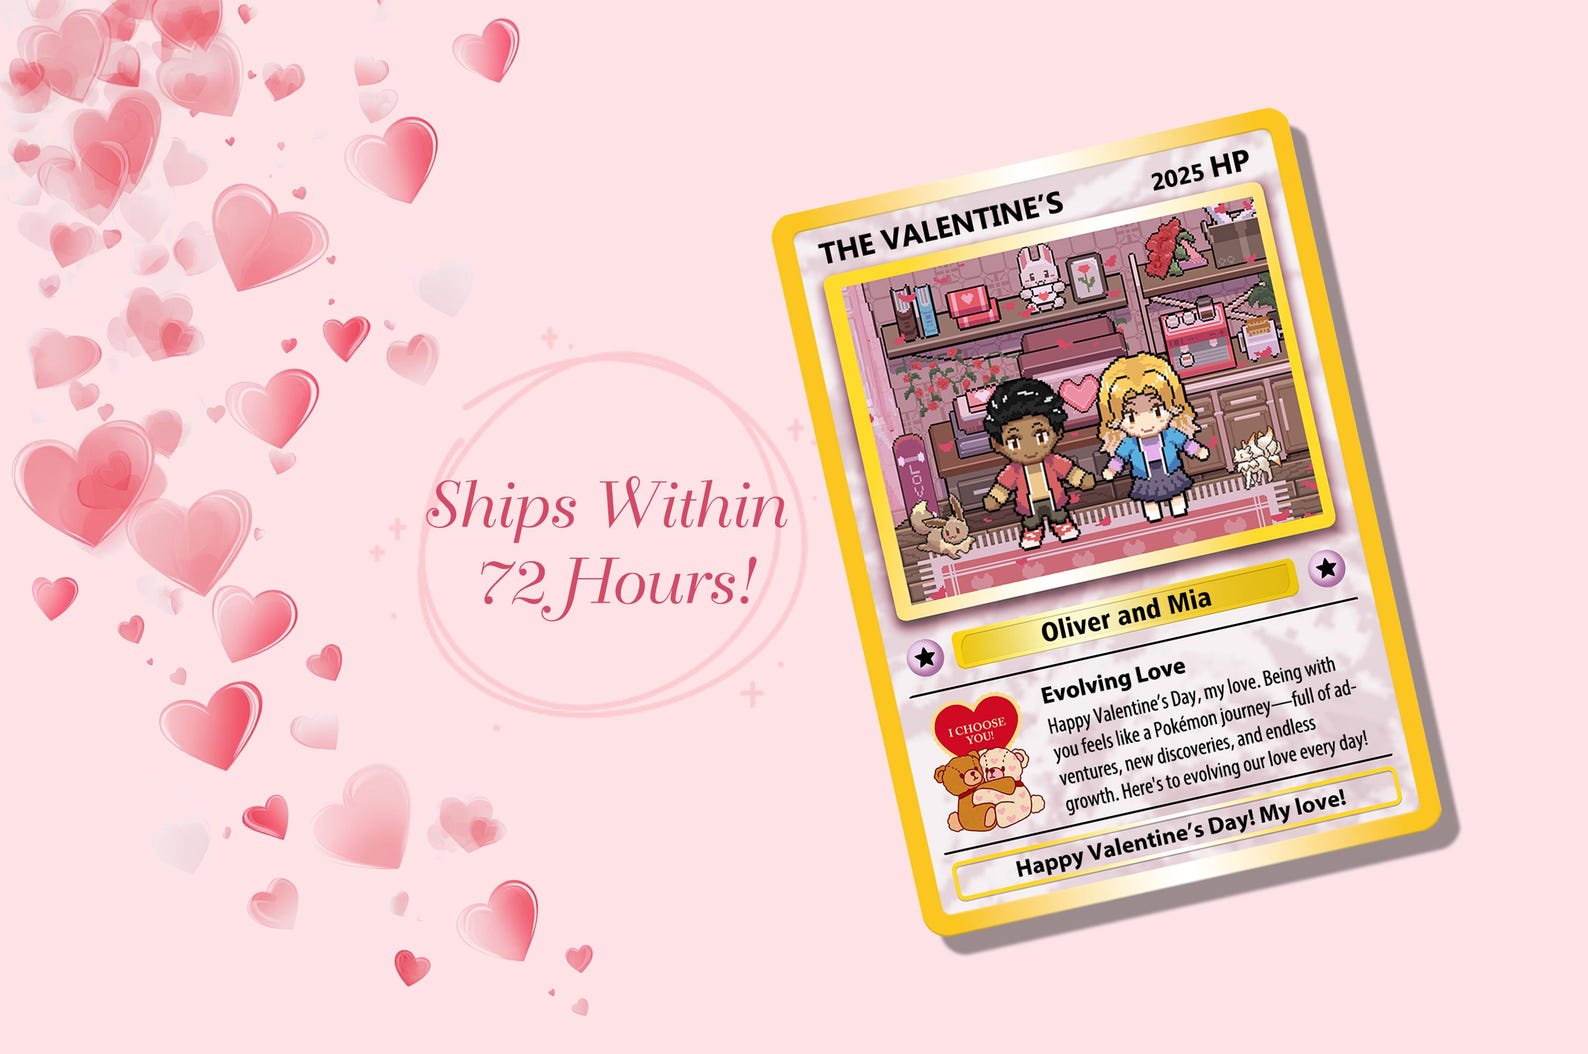 Ships Within
72 Hours!
THE VALENTINE'S
2025 HP
LOVE
Oliver and Mia
Evolving Love
I CHOOSE
YOU!
Happy Valentine's Day, my love. Being with
you feels like a Pokémon journey—full of ad-
ventures, new discoveries, and endless
growth. Here's to evolving our love every day!
Happy Valentine's Day! My love!